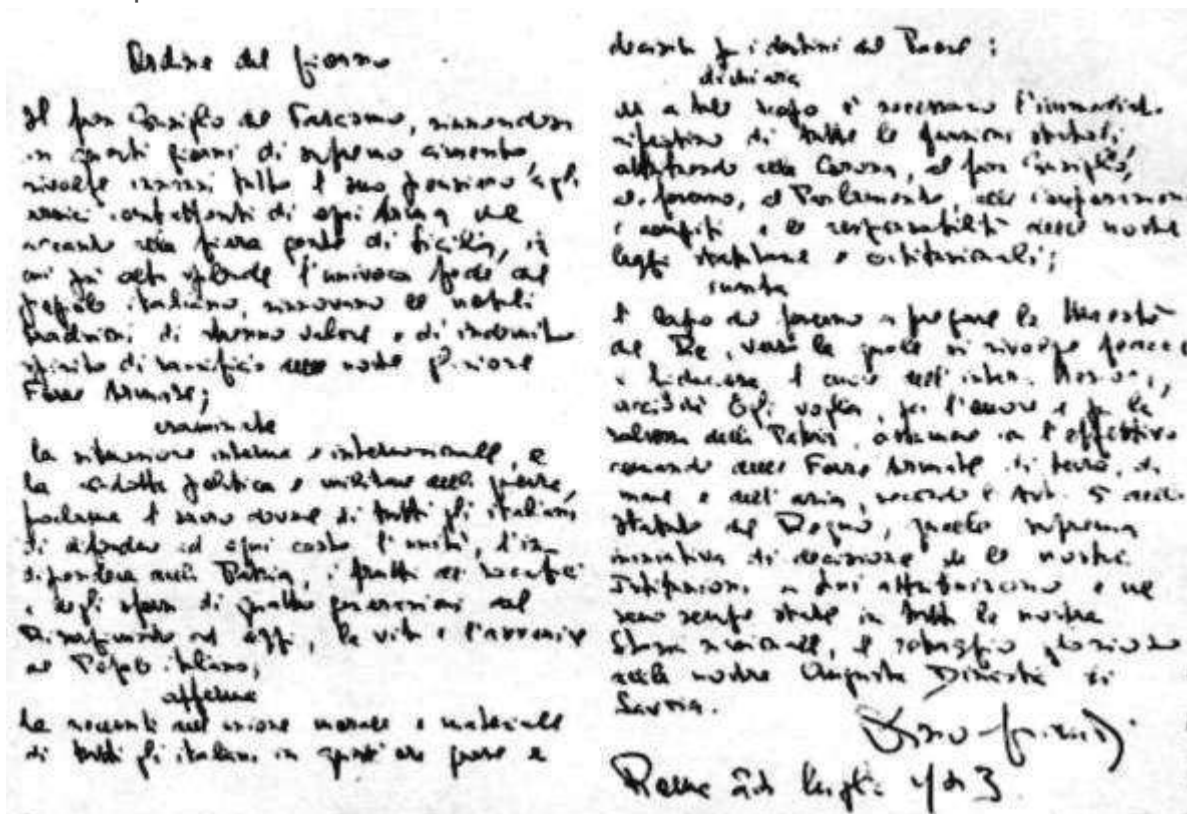 Ordine del giorno
Il Gran Consiglio del Fascismo, riunendosi
in questi giorni di supremo cimento,
rivolge innanzi tutto il suo pensiero agli
eroici combattenti di ogni Arma che
accanto alla fiera gente di Sicilia, in
cui più alta splende l'univoca fede del
popolo italiano, rinnovano le nobili
tradizioni di strenuo valore e di indomito
spirito di sacrificio delle nostre gloriose
Forze Armate;
esaminata
la situazione interna e internazionale, e
la condotta politica e militare della guerra,
proclama il sacro dovere di tutti gli italiani
di difendere ad ogni costo l'unità, l'in-
dipendenza della Patria, i frutti dei sacrifici
e degli sforzi di quattro generazioni dal
Risorgimento ad oggi, la vita e l'avvenire
del Popolo italiano;
afferma
la necessità dell'unione morale e materiale
di tutti gli italiani in quest'ora grave e
decisiva per i destini del Paese;
dichiara
che a tale scopo è necessario l'immediato
ripristino di tutte le funzioni statali,
attribuendo alla Corona, al Gran Consiglio,
al Governo, al Parlamento, alle Corporazioni
i compiti e le responsabilità delle nostre
leggi statutarie e costituzionali;
invita
il Capo del Governo a pregare la Maestà
del Re, verso la quale si rivolge fedele
e fiducioso il cuore dell'intera Nazione,
affinché Egli voglia, per l'onore e per la
salvezza della Patria, assumere con l'effettivo
comando delle Forze Armate di terra, di
mare e dell'aria, secondo l'Art. 5 dello
Statuto del Regno, quella suprema
iniziativa di decisione che le nostre
Istituzioni a Lui attribuiscono e che
sono sempre state in tutta la nostra
Storia nazionale, il retaggio glorioso
della nostra Augusta Dinastia di
Savoia.
Dino Grandi
Roma luglio 1943